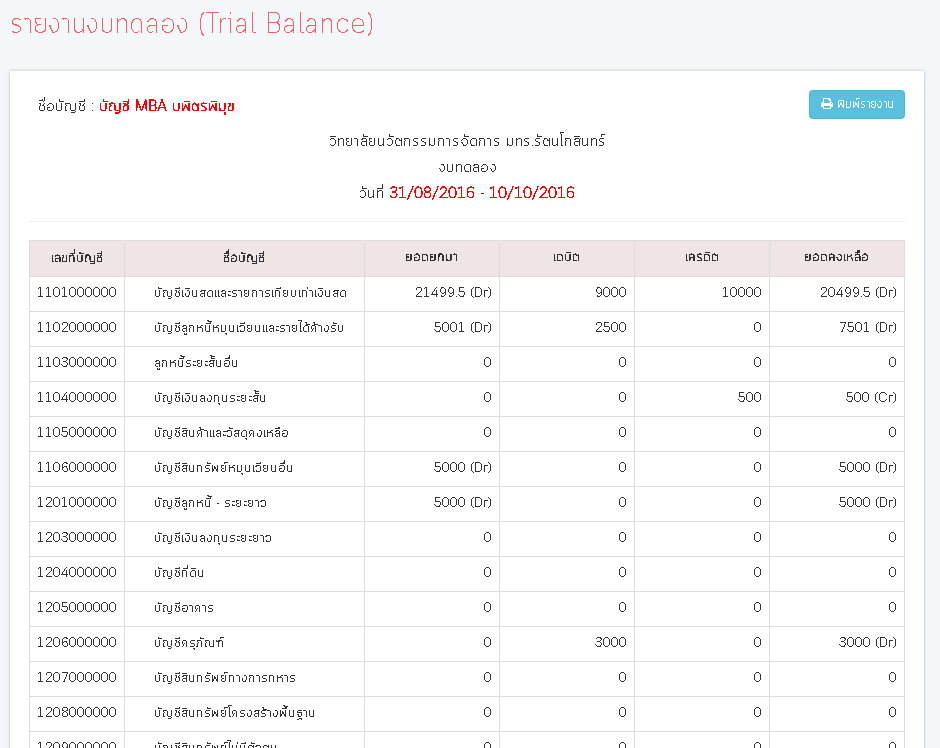 รายงานงบทดลอง (Trial Balance)
ชื่อบัญชี : บัญชี MBA บพิตรพิมุข
พิมพ์รายงาน
วิทยาลัยนวัตกรรมการจัดการ มทร.รัตนโกสินทร์
งบทดลอง
วันที่ 31/08/2016 - 10/10/2016
เลขที่บัญชี ชื่อบัญชี ยอดยกมา เดบิต เครดิต ยอดคงเหลือ
1101000000 บัญชีเงินสดและรายการเทียบเท่าเงินสด 21499.5 (Dr) 9000 10000 20499.5 (Dr)
1102000000 บัญชีลูกหนี้หมุนเวียนและรายได้ค้างรับ 5001 (Dr) 2500 0 7501 (Dr)
1103000000 ลูกหนี้ระยะสั้นอื่น 0 0 0 0
1104000000 บัญชีเงินลงทุนระยะสั้น 0 0 500 500 (Cr)
1105000000 บัญชีสินค้าและวัสดุคงเหลือ 0 0 0 0
1106000000 บัญชีสินทรัพย์หมุนเวียนอื่น 5000 (Dr) 0 0 5000 (Dr)
1201000000 บัญชีลูกหนี้ - ระยะยาว 5000 (Dr) 0 0 5000 (Dr)
1203000000 บัญชีเงินลงทุนระยะยาว 0 0 0 0
1204000000 บัญชีที่ดิน 0 0 0 0
1205000000 บัญชีอาคาร 0 0 0 0
1206000000 บัญชีครุภัณฑ์ 0 3000 0 3000 (Dr)
1207000000 บัญชีสินทรัพย์ทางการทหาร 0 0 0 0
1208000000 บัญชีสินทรัพย์โครงสร้างพื้นฐาน 0 0 0 0
1209000000 บัญชีสินทรัพย์ไม่มีตัวตน 0 0 0 0